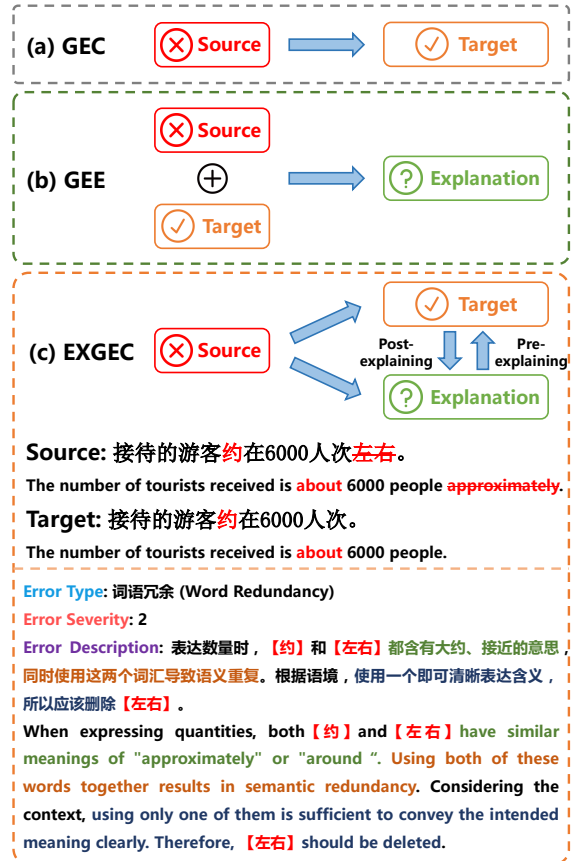 (a) GEC
Source
Target
(b) GEE
Source
Target
Explanation
(c) EXGEC
Source
Target
Post-explaining
Pre-explaining
Explanation
Source: 接待的游客约在6000人次左右。
The number of tourists received is about 6000 people approximately.
Target: 接待的游客约在6000人次。
The number of tourists received is about 6000 people.
Error Type: 词语冗余 (Word Redundancy)
Error Severity: 2
Error Description: 表达数量时，【约】和【左右】都含有大约、接近的意思，
同时使用这两个词汇导致语义重复。根据语境，使用一个即可清晰表达含义，
所以应该删除【左右】。
When expressing quantities, both【约】and【左右】have similar
meanings of "approximately" or "around “. Using both of these
words together results in semantic redundancy. Considering the
context, using only one of them is sufficient to convey the intended
meaning clearly. Therefore, 【左右】should be deleted.